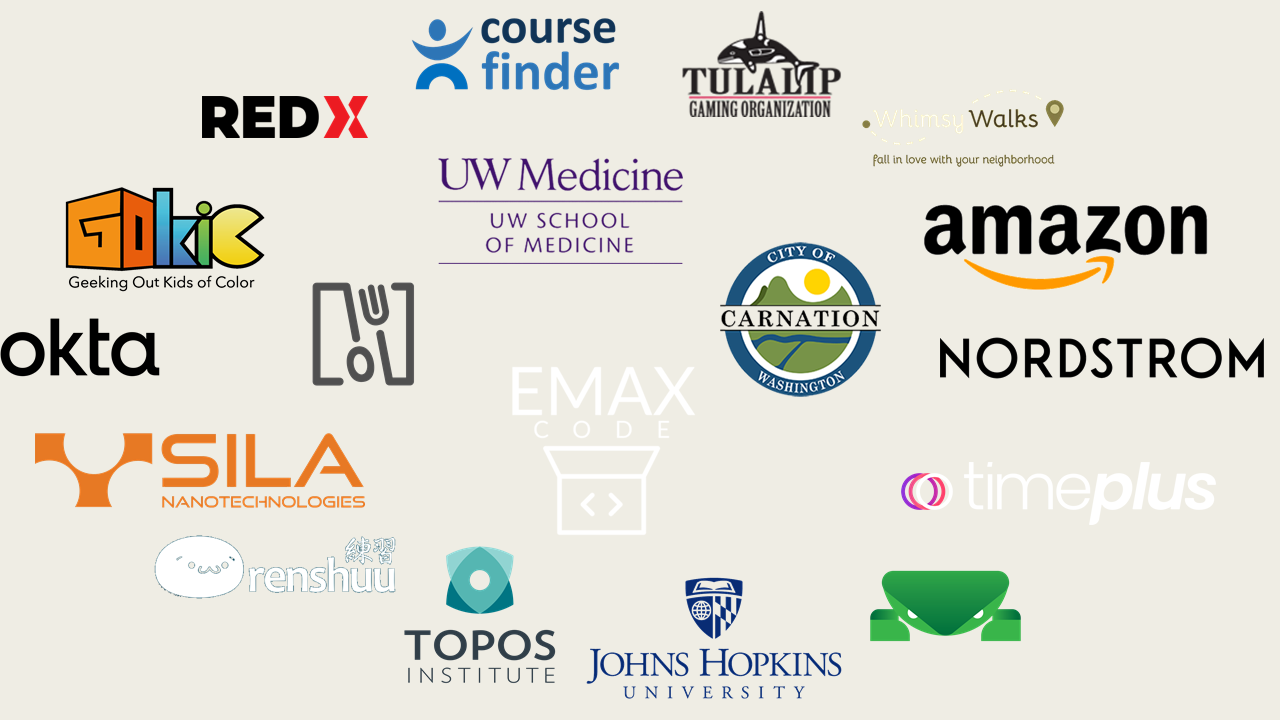 course
finder
TULALIP
GAMING ORGANIZATION
REDX
WhimsyWalks
fall in love with your neighborhood
UW Medicine
UW SCHOOL
OF MEDICINE
GOKiC
Geeking Out Kids of Color
amazon
CITY OF
CARNATION
WASHINGTON
okta
NORDSTROM
EMAX
CODE
SILA
NANOTECHNOLOGIES
timeplus
練習
renshuu
TOPOS
INSTITUTE
JOHNS HOPKINS
UNIVERSITY